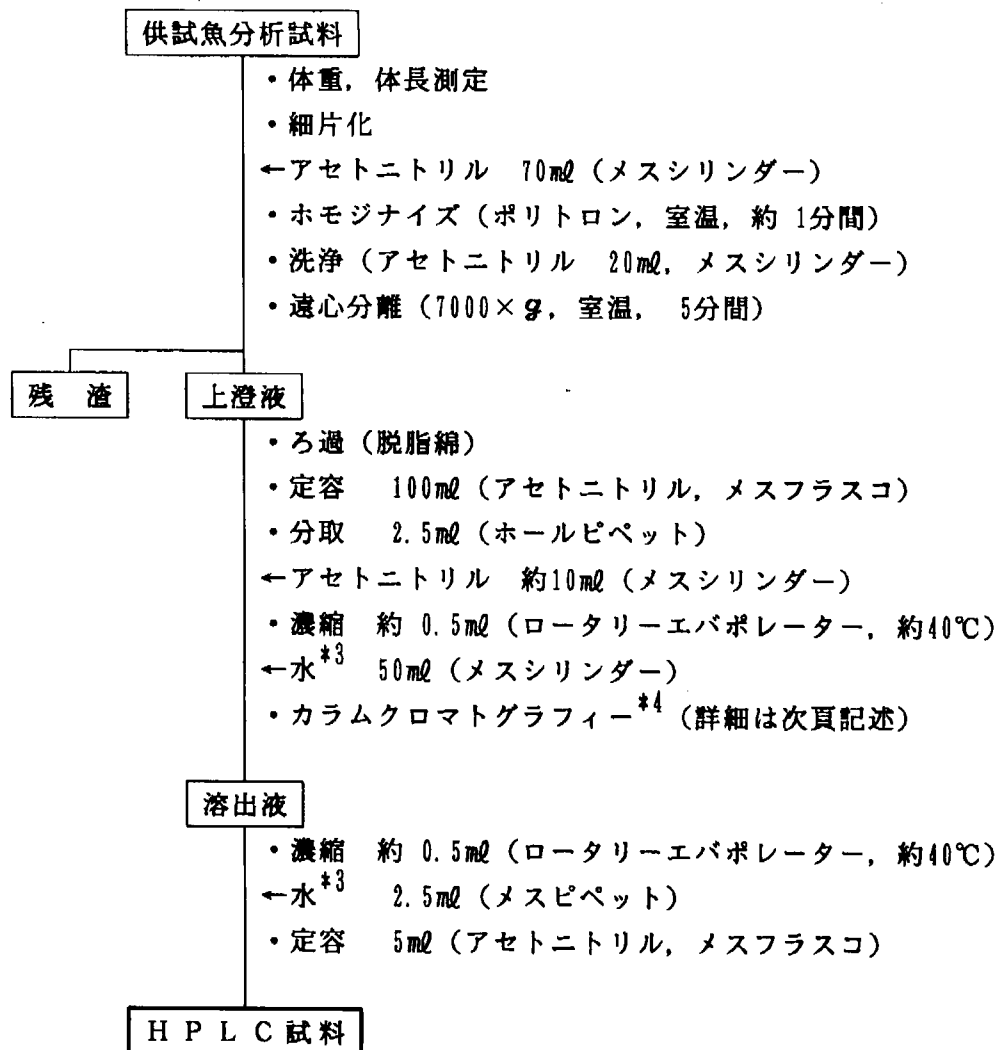 供試魚分析試料
・体重，体長測定
・細片化
←アセトニトリル 70mℓ（メスシリンダー）
・ホモジナイズ（ポリトロン，室温，約 1分間）
・洗浄（アセトニトリル 20mℓ，メスシリンダー）
・遠心分離（7000×g，室温， 5分間）
残 渣 上澄液
・ろ過（脱脂綿）
・定容 100mℓ（アセトニトリル，メスフラスコ）
・分取 2.5mℓ（ホールピペット）
←アセトニトリル 約10mℓ（メスシリンダー）
・濃縮 約 0.5mℓ（ロータリーエバポレーター，約40℃）
←水*3 50mℓ（メスシリンダー）
・カラムクロマトグラフィー*4（詳細は次頁記述）
溶出液
・濃縮 約 0.5mℓ（ロータリーエバポレーター，約40℃）
←水*3 2.5mℓ（メスピペット）
・定容 5mℓ（アセトニトリル，メスフラスコ）
ＨＰＬＣ試料